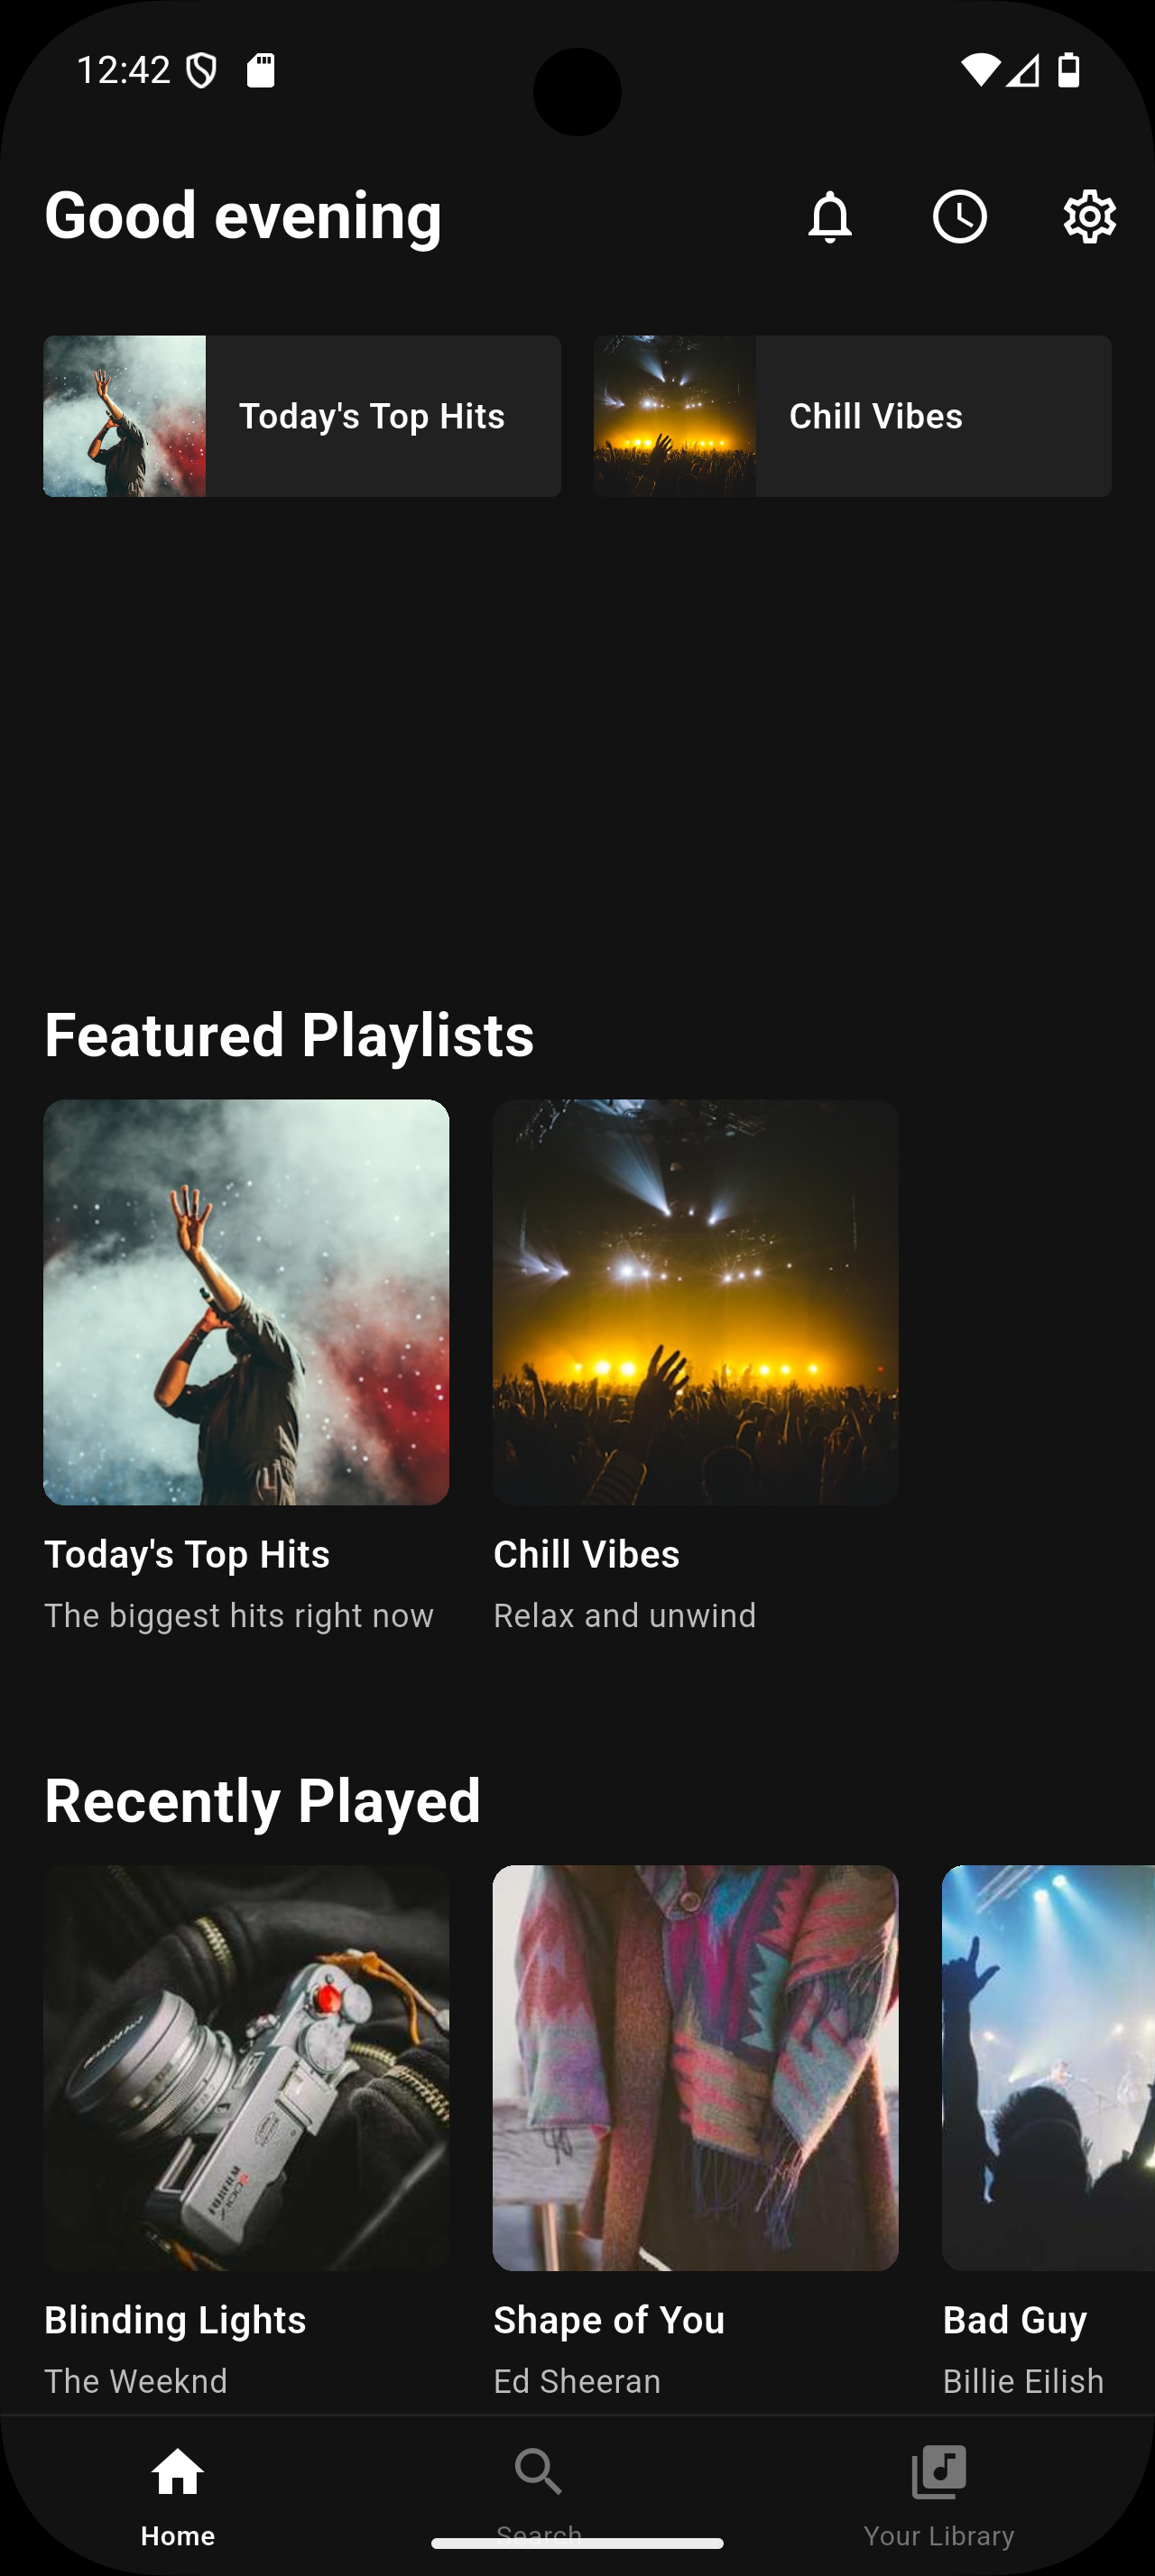 12:42
Good evening
Today's Top Hits
Chill Vibes
Featured Playlists
Today's Top Hits
The biggest hits right now
Chill Vibes
Relax and unwind
Recently Played
FUJIFILM
Blinding Lights
The Weeknd
Shape of You
Ed Sheeran
Bad Guy
Billie Eilish
Home
Search
Your Library